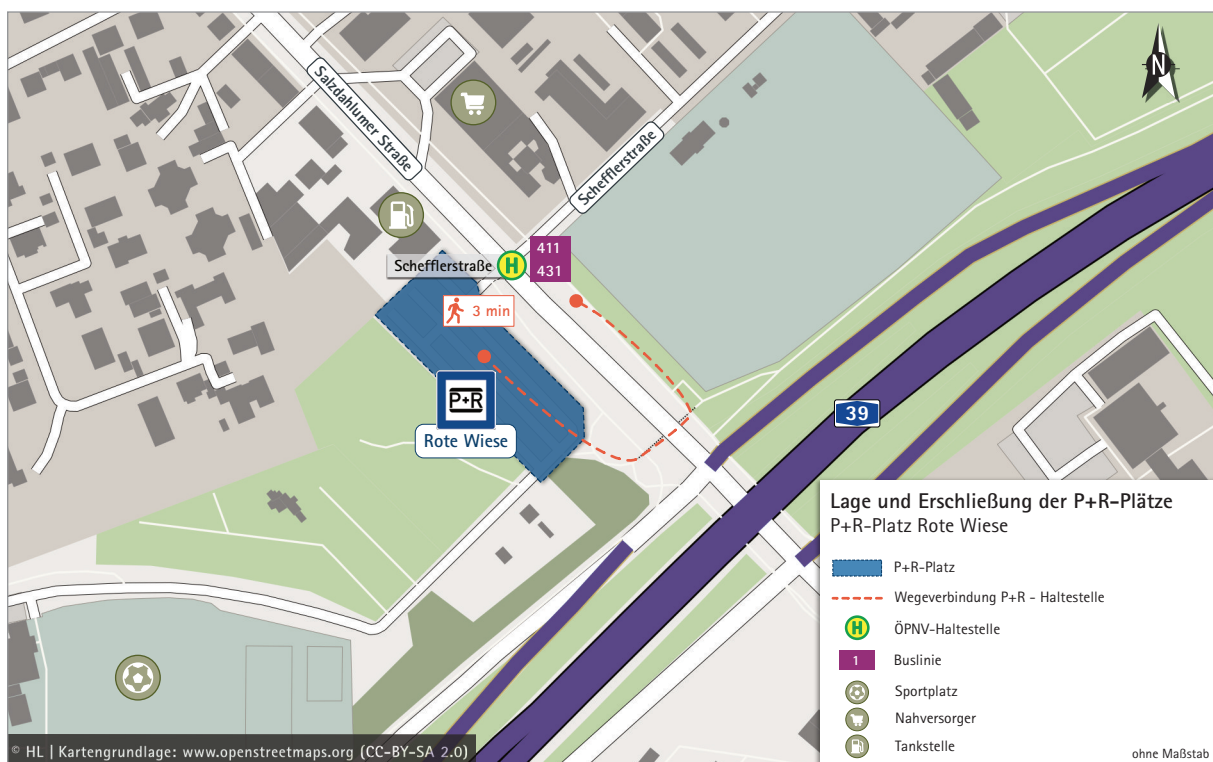 N
Salzdahlumer Straße
Schefflerstraße
Schefflerstraße
H
411
431
3 min
P+R
Rote Wiese
39
Lage und Erschließung der P+R-Plätze
P+R-Platz Rote Wiese
P+R-Platz
Wegeverbindung P+R - Haltestelle
H
ÖPNV-Haltestelle
1
Buslinie
Sportplatz
Nahversorger
Tankstelle
ohne Maßstab
© HL | Kartengrundlage: www.openstreetmaps.org (CC-BY-SA 2.0)